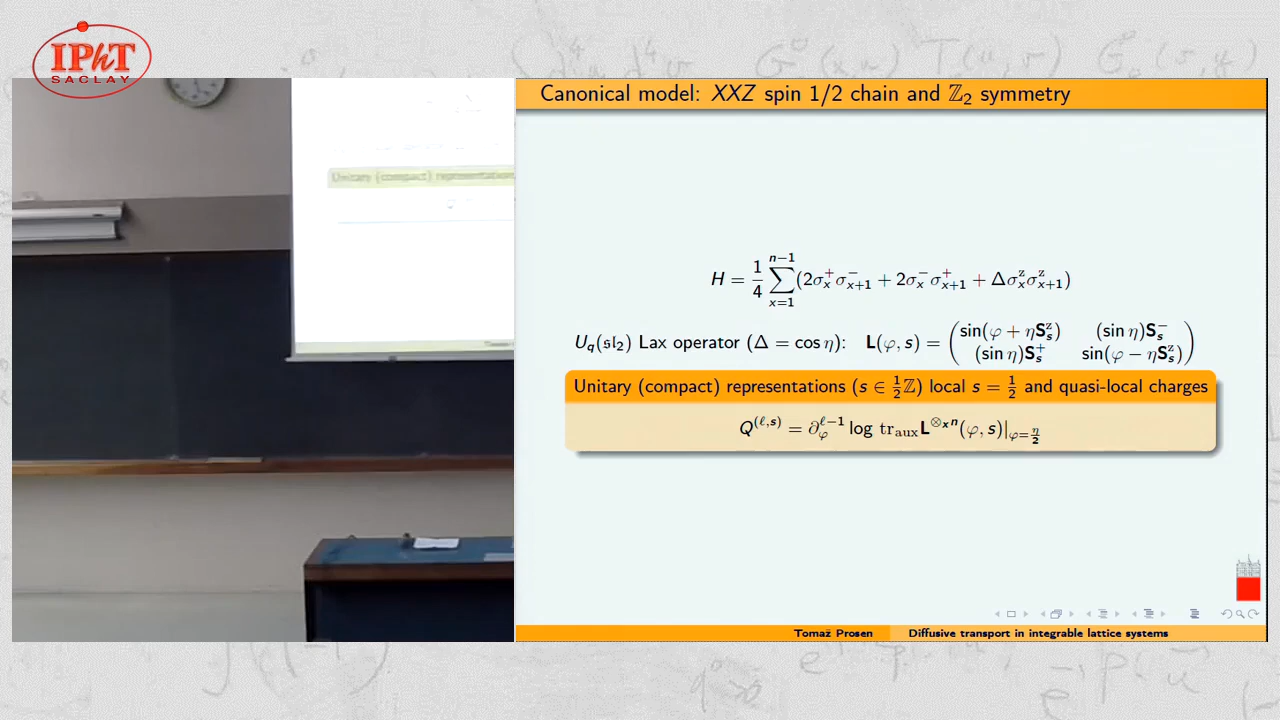 IPhT
SACLAY
Canonical model: XXZ spin 1/2 chain and ℤ₂ symmetry
H = 1/4 ∑_{x=1}^{n−1} (2σ_x^+ σ_{x+1}^− + 2σ_x^− σ_{x+1}^+ + Δσ_x^z σ_{x+1}^z)
U_q(𝔰𝔩₂) Lax operator (Δ = cos η): L(φ, s) = ( sin(φ + ηS_s^z) (sin η)S_s^−
(sin η)S_s^+ sin(φ − ηS_s^z) )
Unitary (compact) representations (s ∈ ½ℤ) local s = ½ and quasi-local charges
Q^{(ℓ,s)} = ∂_φ^{ℓ−1} log tr_aux L^{⊗_x n}(φ, s)|_{φ=η/2}
Tomaž Prosen Diffusive transport in integrable lattice systems
Unitary (compact) representations